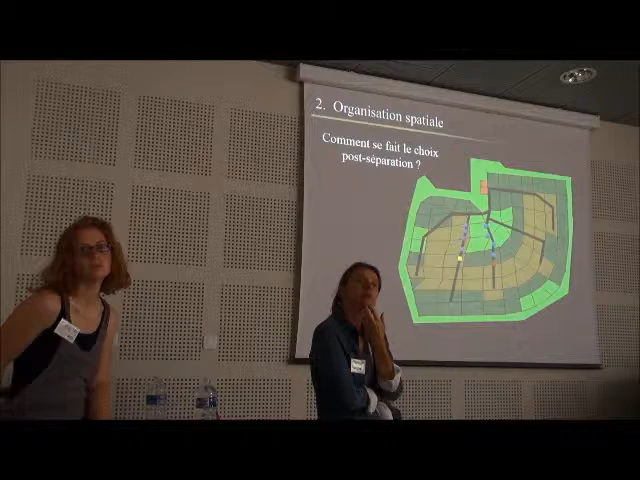 2. Organisation spatiale
Comment se fait le choix
post-séparation ?